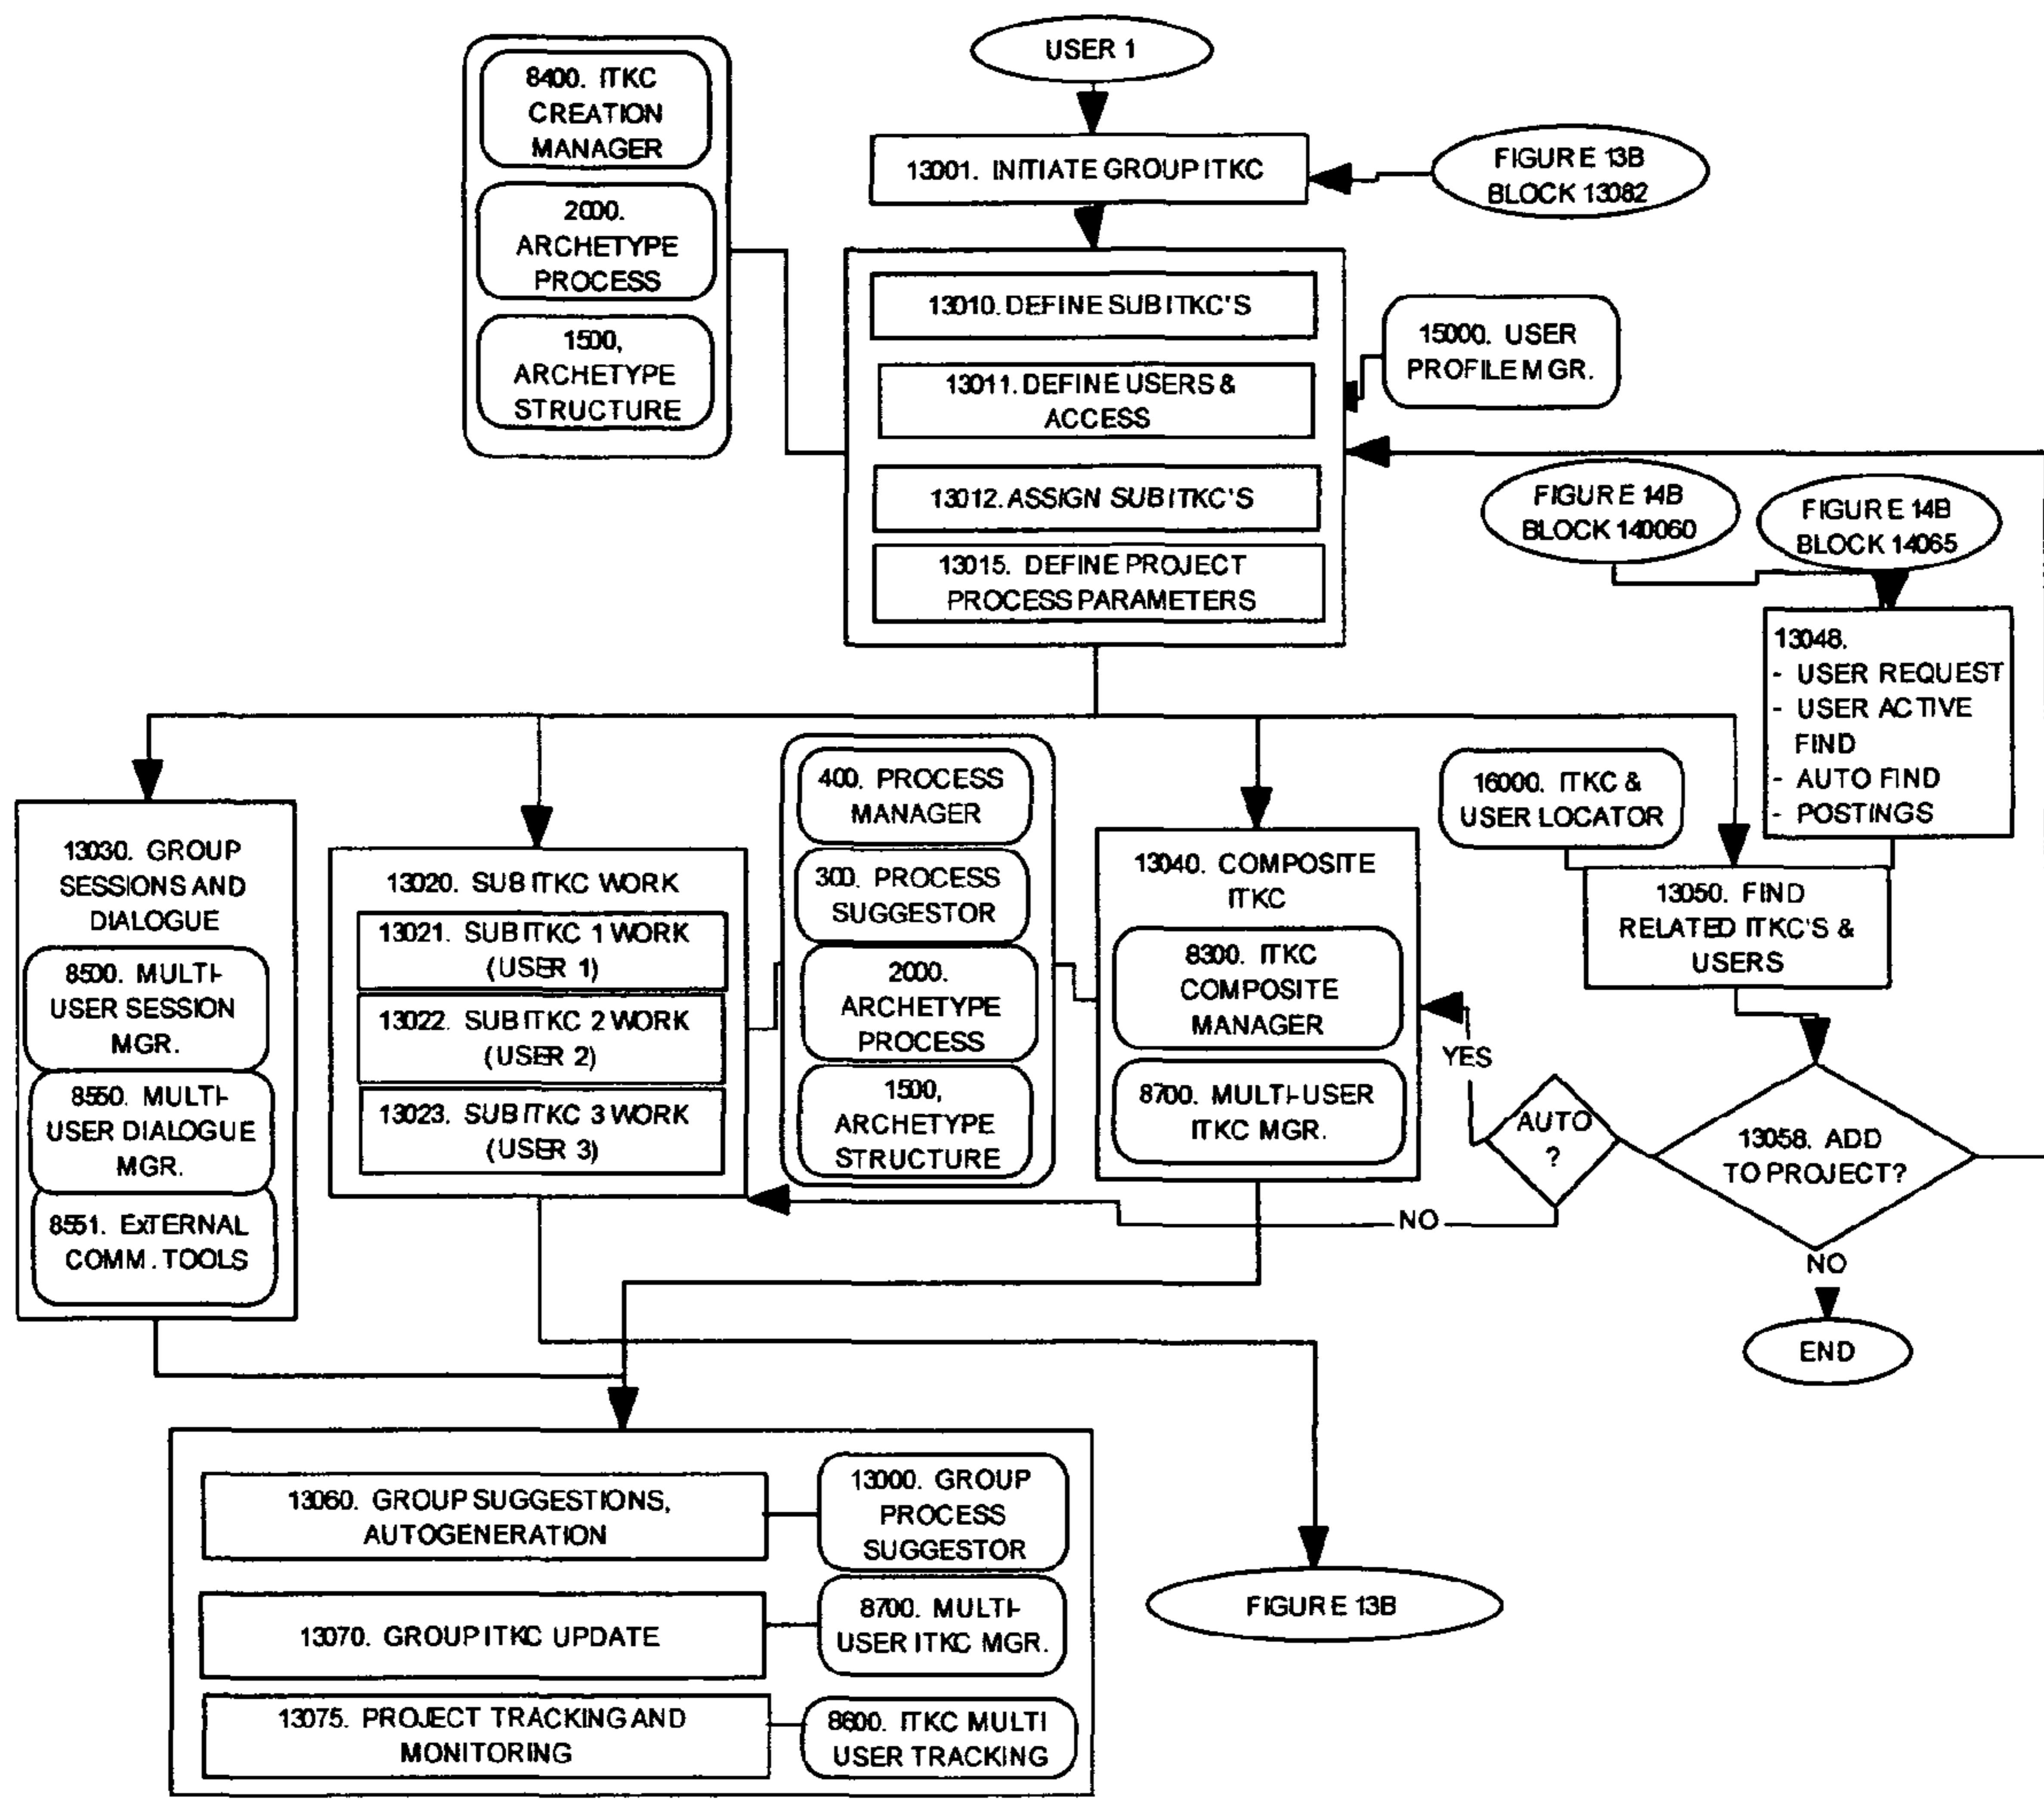 USER 1
8400. ITKC
CREATION
MANAGER
2000.
ARCHETYPE
PROCESS
1500,
ARCHETYPE
STRUCTURE
13001. INITIATE GROUP ITKC
FIGURE 13B
BLOCK 13082
13010. DEFINE SUB ITKC'S
13011. DEFINE USERS &
ACCESS
13012. ASSIGN SUB ITKC'S
13015. DEFINE PROJECT
PROCESS PARAMETERS
15000. USER
PROFILE MGR.
FIGURE 14B
BLOCK 140060
FIGURE 14B
BLOCK 14065
13048.
- USER REQUEST
- USER ACTIVE
FIND
- AUTO FIND
- POSTINGS
13030. GROUP
SESSIONS AND
DIALOGUE
8500. MULTI-
USER SESSION
MGR.
8550. MULTI-
USER DIALOGUE
MGR.
8551. EXTERNAL
COMM. TOOLS
13020. SUB ITKC WORK
13021. SUB ITKC 1 WORK
(USER 1)
13022. SUB ITKC 2 WORK
(USER 2)
13023. SUB ITKC 3 WORK
(USER 3)
400. PROCESS
MANAGER
300. PROCESS
SUGGESTOR
2000.
ARCHETYPE
PROCESS
1500,
ARCHETYPE
STRUCTURE
13040. COMPOSITE
ITKC
8300. ITKC
COMPOSITE
MANAGER
8700. MULTI-USER
ITKC MGR.
16000. ITKC &
USER LOCATOR
13050. FIND
RELATED ITKC'S &
USERS
YES
AUTO
?
13058. ADD
TO PROJECT?
NO
NO
END
13060. GROUP SUGGESTIONS,
AUTOGENERATION
13000. GROUP
PROCESS
SUGGESTOR
13070. GROUP ITKC UPDATE
8700. MULTI-
USER ITKC MGR.
13075. PROJECT TRACKING AND
MONITORING
8600. ITKC MULTI
USER TRACKING
FIGURE 13B